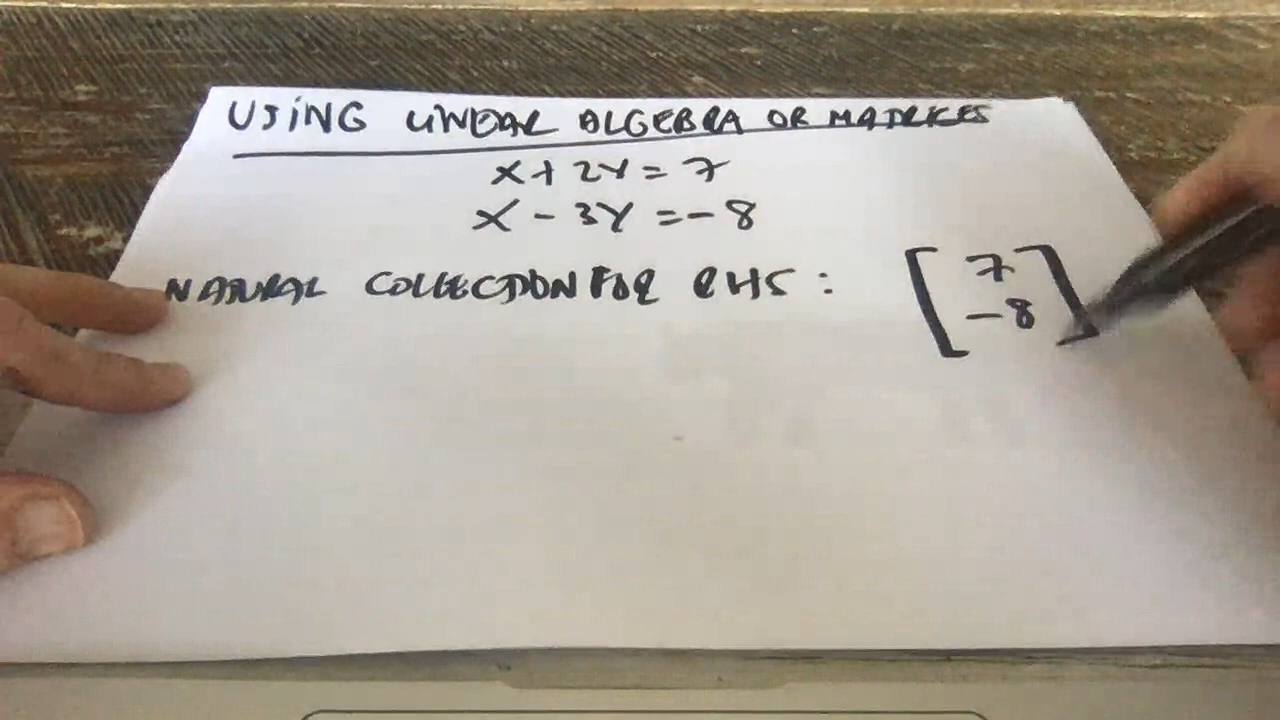 USING LINEAR ALGEBRA OR MATRICES
x + 2y = 7
x - 3y = -8
NATURAL COLLECTION FOR RHS : [ 7
-8 ]